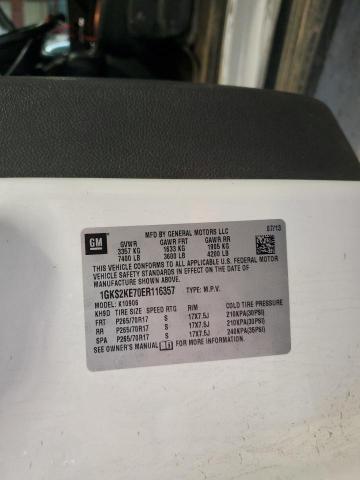 GM
MFD BY GENERAL MOTORS LLC 07/13
GVWR GAWR FRT GAWR RR
3357 KG 1633 KG 1905 KG
7400 LB 3600 LB 4200 LB
THIS VEHICLE CONFORMS TO ALL APPLICABLE U.S. FEDERAL MOTOR
VEHICLE SAFETY STANDARDS IN EFFECT ON THE DATE OF
MANUFACTURE SHOWN ABOVE.
1GKS2KE70ER116357 TYPE: M.P.V.
MODEL: K10906
KH9D TIRE SIZE SPEED RTG RIM COLD TIRE PRESSURE
FRT P265/70R17 S 17X7.5J 210KPA(30PSI)
RR P265/70R17 S 17X7.5J 210KPA(30PSI)
SPA P265/70R17 S 17X7.5J 240KPA(35PSI)
SEE OWNER'S MANUAL FOR MORE INFORMATION.